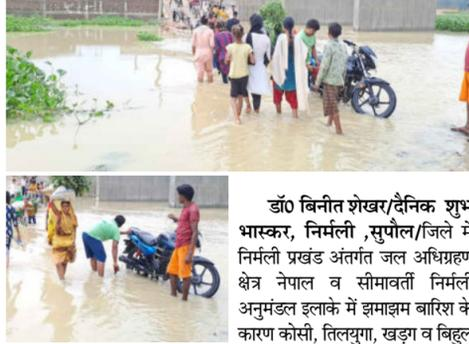 डॉ0 बिनीत शेखर/दैनिक शुभ
भास्कर, निर्मली ,सुपौल/जिले में
निर्मली प्रखंड अंतर्गत जल अधिग्रहण
क्षेत्र नेपाल व सीमावर्ती निर्मली
अनुमंडल इलाके में झमाझम बारिश के
कारण कोसी, तिलयुगा, खड़ग व बिहुल